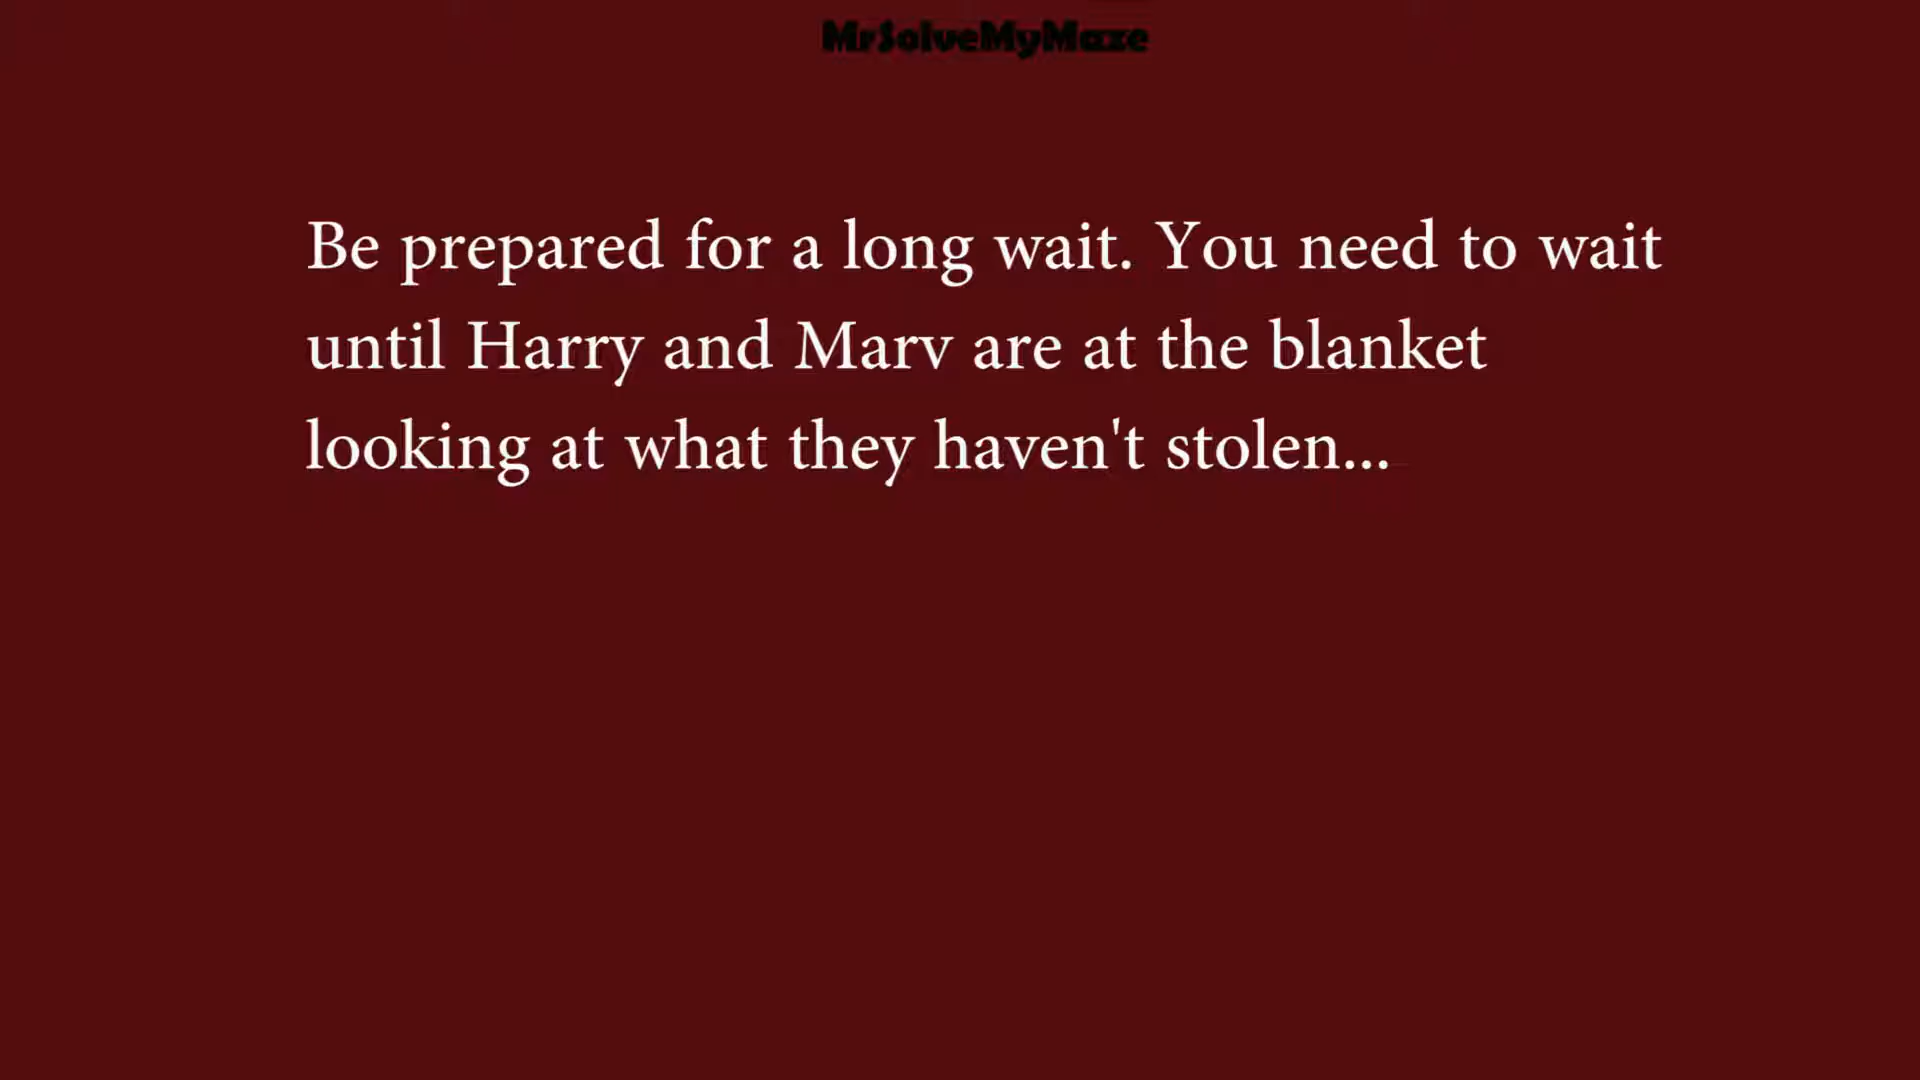 MrSolveMyMaze
Be prepared for a long wait. You need to wait
until Harry and Marv are at the blanket
looking at what they haven't stolen...